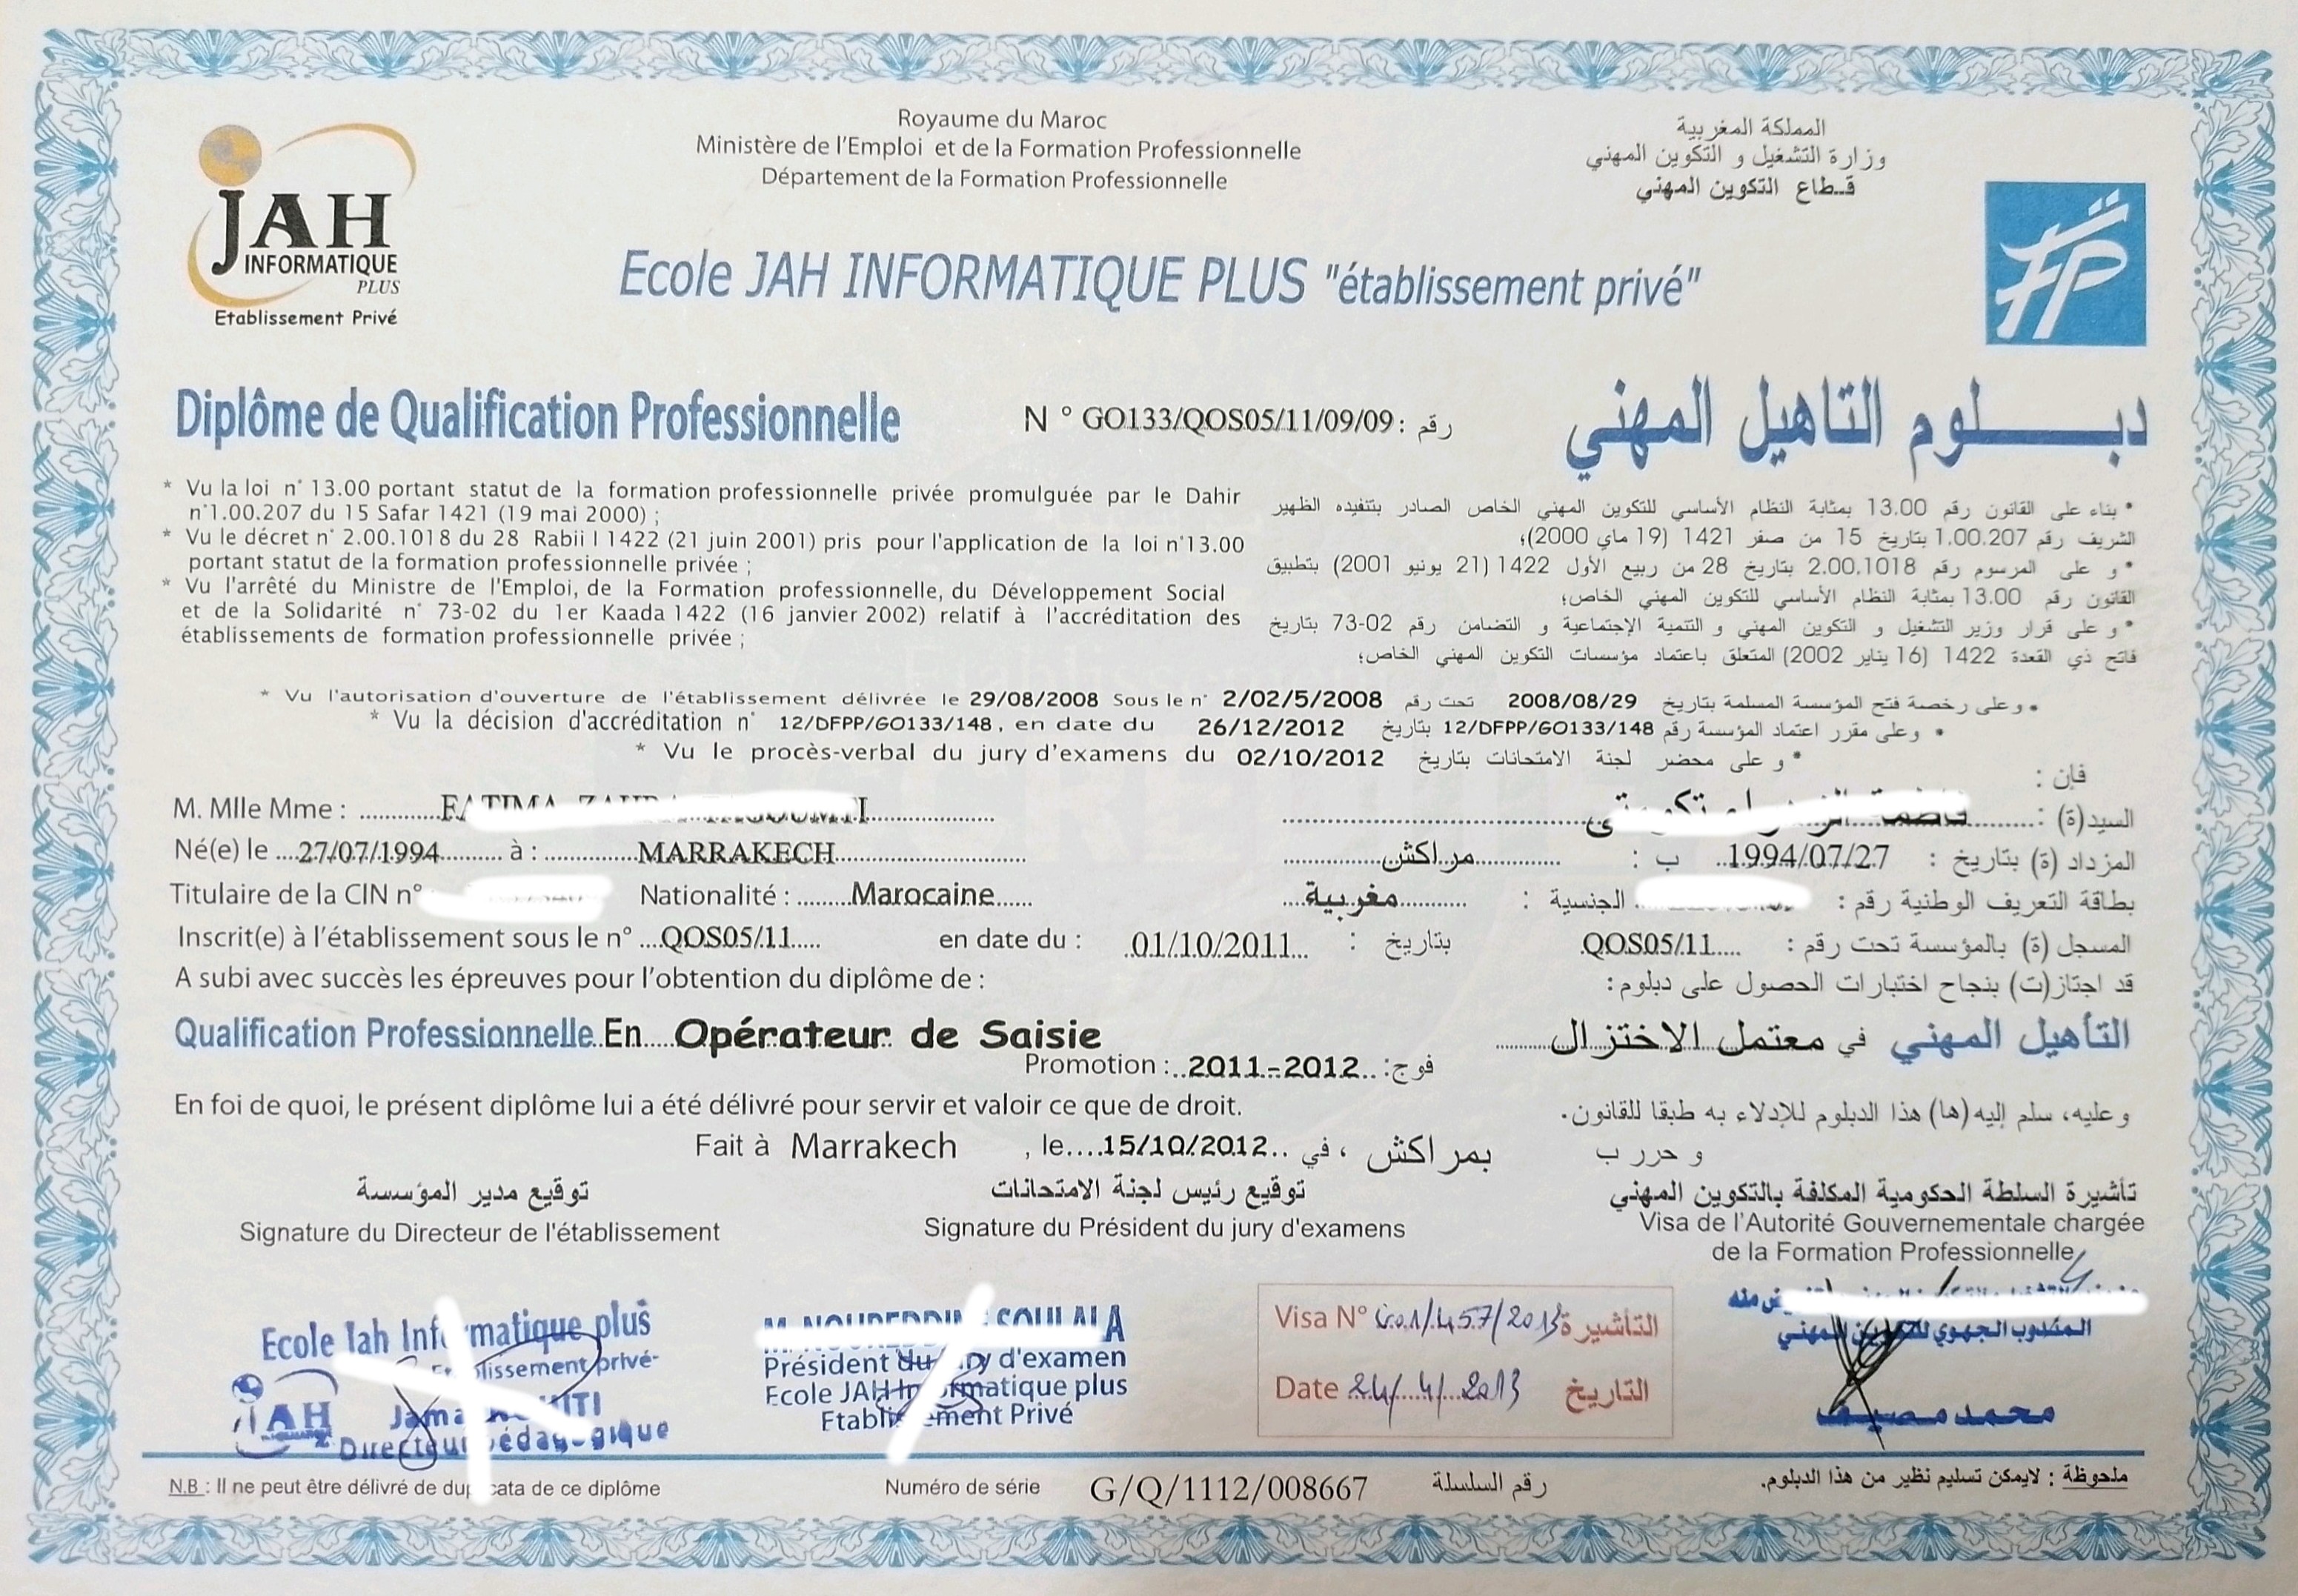 Royaume du Maroc
Ministère de l'Emploi et de la Formation Professionnelle
Département de la Formation Professionnelle
المملكة المغربية
وزارة التشغيل و التكوين المهني
قـطاع التكوين المهني
JAH
INFORMATIQUE
PLUS
Etablissement Privé
Ecole JAH INFORMATIQUE PLUS "établissement privé"
Diplôme de Qualification Professionnelle
N ° GO133/QOS05/11/09/09 : رقم
دبـــــلوم التاهيل المهني
* Vu la loi n° 13.00 portant statut de la formation professionnelle privée promulguée par le Dahir
n°1.00.207 du 15 Safar 1421 (19 mai 2000) ;
* Vu le décret n° 2.00.1018 du 28 Rabii I 1422 (21 juin 2001) pris pour l'application de la loi n°13.00
portant statut de la formation professionnelle privée ;
* Vu l'arrêté du Ministre de l'Emploi, de la Formation professionnelle, du Développement Social
et de la Solidarité n° 73-02 du 1er Kaada 1422 (16 janvier 2002) relatif à l'accréditation des
établissements de formation professionnelle privée ;
* بناء على القانون رقم 13.00 بمثابة النظام الأساسي للتكوين المهني الخاص الصادر بتنفيده الظهير
الشريف رقم 1.00.207 بتاريخ 15 من صفر 1421 (19 ماي 2000)؛
* و على المرسوم رقم 2.00.1018 بتاريخ 28 من ربيع الأول 1422 (21 يونيو 2001) بتطبيق
القانون رقم 13.00 بمثابة النظام الأساسي للتكوين المهني الخاص؛
* و على قرار وزير التشغيل و التكوين المهني و التنمية الإجتماعية و التضامن رقم 02-73 بتاريخ
فاتح ذي القعدة 1422 (16 يناير 2002) المتعلق باعتماد مؤسسات التكوين المهني الخاص؛
* Vu l'autorisation d'ouverture de l'établissement délivrée le 29/08/2008 Sous le n° 2/02/5/2008 تحت رقم 2008/08/29 وعلى رخصة فتح المؤسسة المسلمة بتاريخ
* Vu la décision d'accréditation n° 12/DFPP/GO133/148, en date du 26/12/2012 بتاريخ 12/DFPP/GO133/148 وعلى مقرر اعتماد المؤسسة رقم
* Vu le procès-verbal du jury d'examens du 02/10/2012 و على محضر لجنة الامتحانات بتاريخ *
فإن :
M. Mlle Mme :
السيد(ة) :
Né(e) le 27/07/1994 à : MARRAKECH
المزداد (ة) بتاريخ : 1994/07/27 ب : مراكش
Titulaire de la CIN n° Nationalité : Marocaine
بطاقة التعريف الوطنية رقم : الجنسية : مغربية
Inscrit(e) à l'établissement sous le n° QOS05/11 en date du : 01/10/2011
المسجل (ة) بالمؤسسة تحت رقم : QOS05/11 بتاريخ :
A subi avec succès les épreuves pour l'obtention du diplôme de :
قد اجتاز(ت) بنجاح اختبارات الحصول على دبلوم :
Qualification Professionnelle En Opérateur de Saisie
التأهيل المهني في معتمل الاختزال
Promotion : 2011-2012 فوج:
En foi de quoi, le présent diplôme lui a été délivré pour servir et valoir ce que de droit.
وعليه، سلم إليه (ها) هذا الدبلوم للإدلاء به طبقا للقانون.
Fait à Marrakech , le 15/10/2012
و حرر ب بمراكش ، في
توقيع مدير المؤسسة
Signature du Directeur de l'établissement
توقيع رئيس لجنة الامتحانات
Signature du Président du jury d'examens
تأشيرة السلطة الحكومية المكلفة بالتكوين المهني
Visa de l'Autorité Gouvernementale chargée
de la Formation Professionnelle
Ecole Jah Informatique plus
JAH
Directeur pédagogique
Président du jury d'examen
Ecole JAH Informatique plus
Etablissement Privé
Visa N° /457/2013 التأشيرة
Date 24/4/2013 التاريخ
المندوب الجهوي للتكوين المهني
محمد مصيف
N.B : Il ne peut être délivré de duplicata de ce diplôme
Numéro de série G/Q/1112/008667 رقم السلسلة
ملحوظة : لايمكن تسليم نظير من هذا الدبلوم.